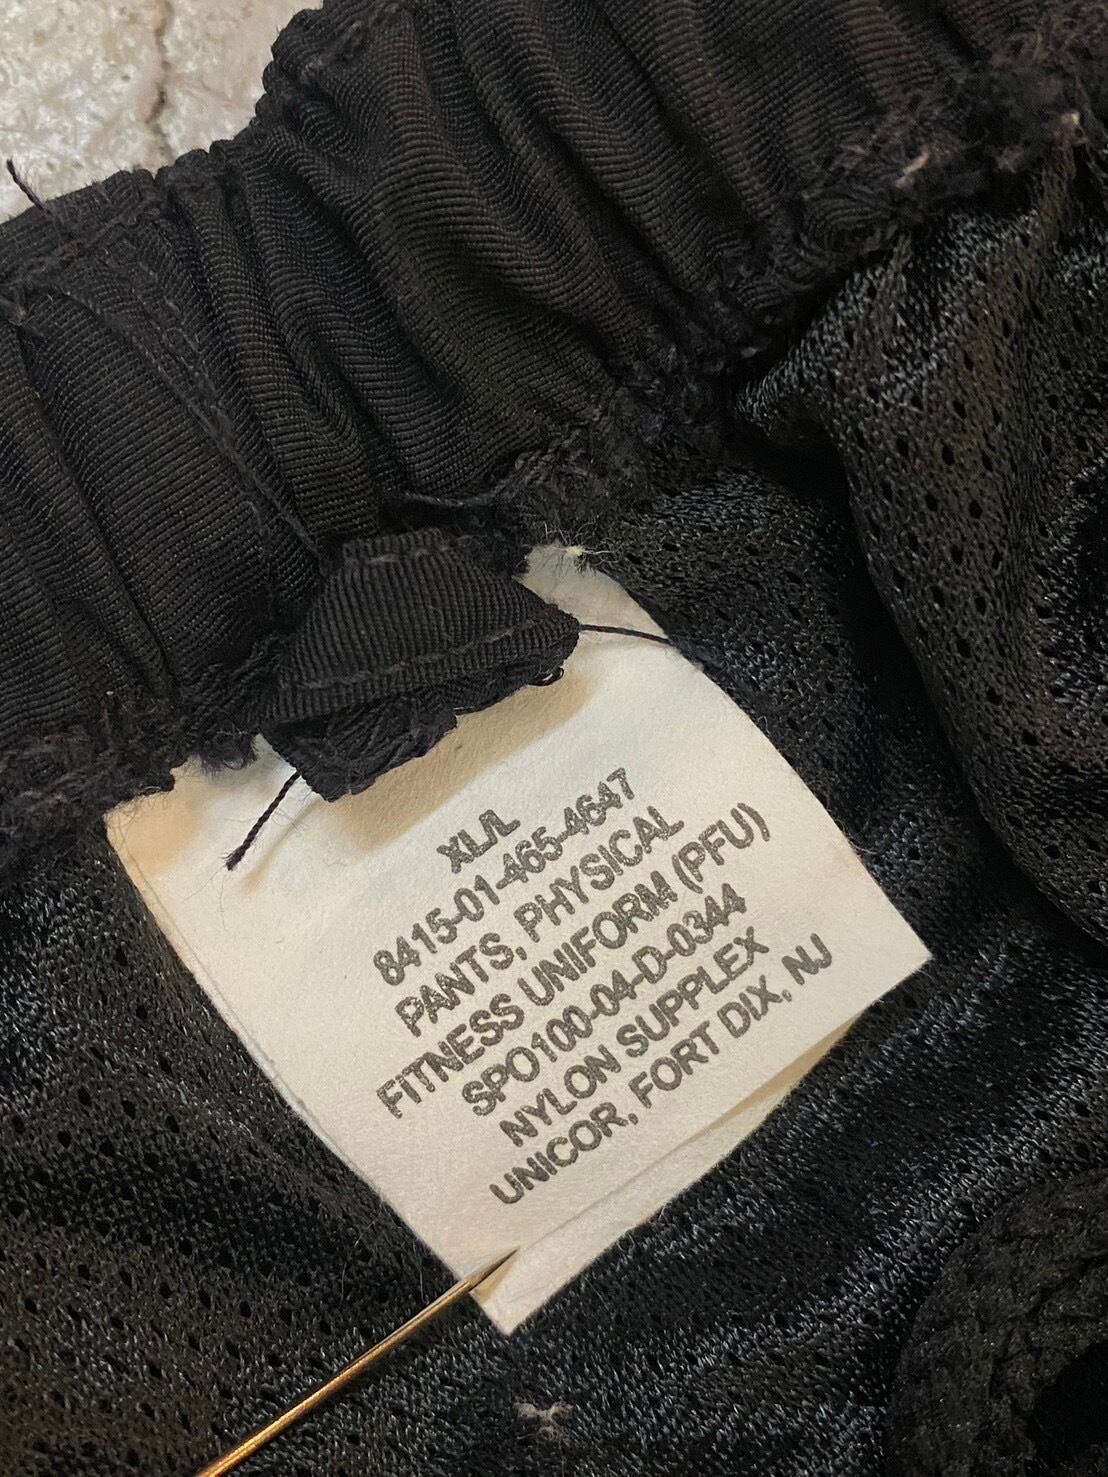 XL/L
8415-01-465-4647
PANTS, PHYSICAL
FITNESS UNIFORM (PFU)
SPO100-04-D-0344
NYLON SUPPLEX
UNICOR, FORT DIX, NJ